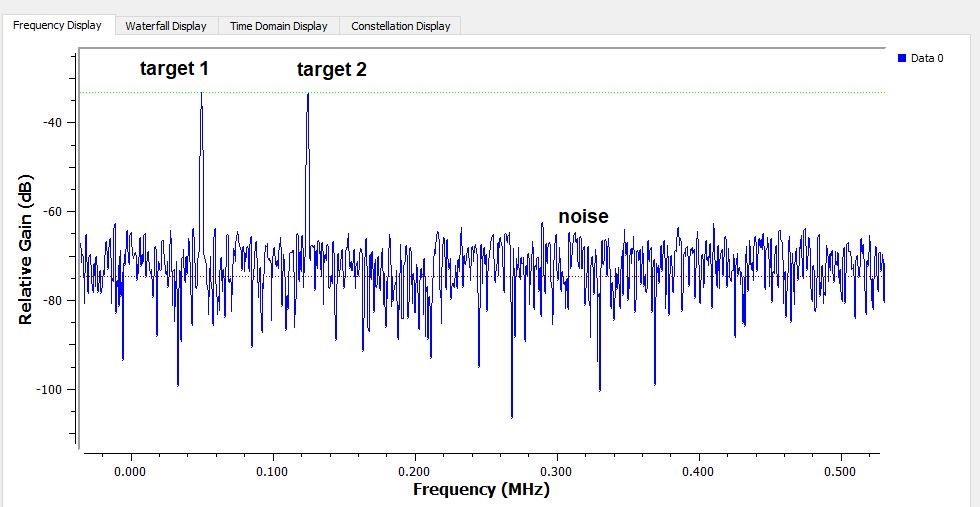 Frequency Display Waterfall Display Time Domain Display Constellation Display
target 1 target 2
Data 0
-40
-60
noise
-80
-100
Relative Gain (dB)
0.000 0.100 0.200 0.300 0.400 0.500
Frequency (MHz)